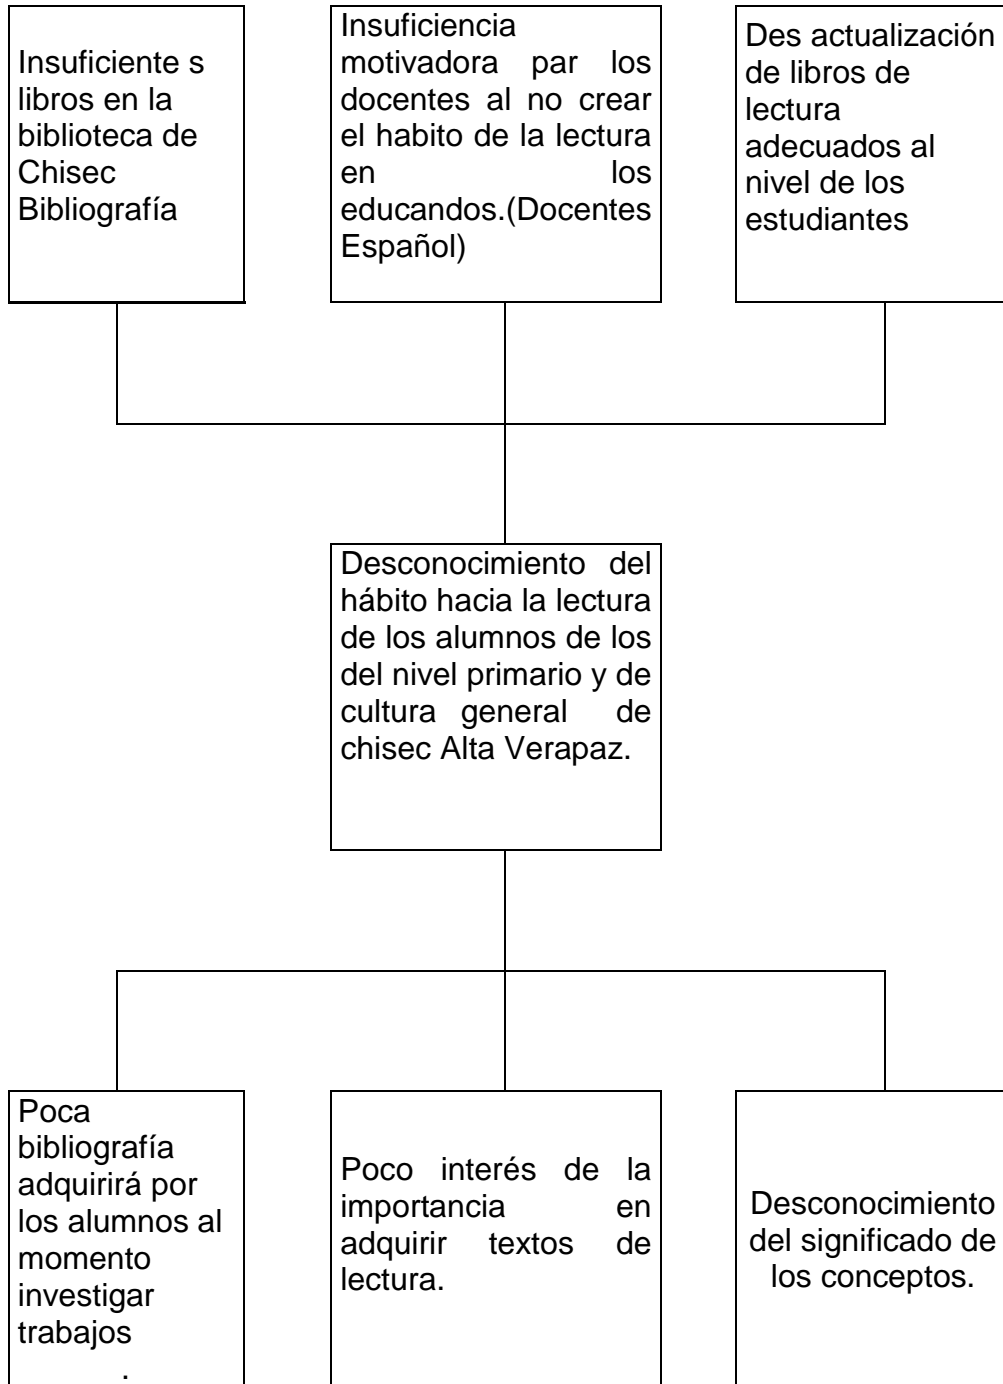 Insuficiente s
libros en la
biblioteca de
Chisec
Bibliografía
Insuficiencia
motivadora par los
docentes al no crear
el habito de la lectura
en los
educandos.(Docentes
Español)
Des actualización
de libros de
lectura
adecuados al
nivel de los
estudiantes
Desconocimiento del
hábito hacia la lectura
de los alumnos de los
del nivel primario y de
cultura general de
chisec Alta Verapaz.
Poca
bibliografía
adquirirá por
los alumnos al
momento
investigar
trabajos
.
Poco interés de la
importancia en
adquirir textos de
lectura.
Desconocimiento
del significado de
los conceptos.